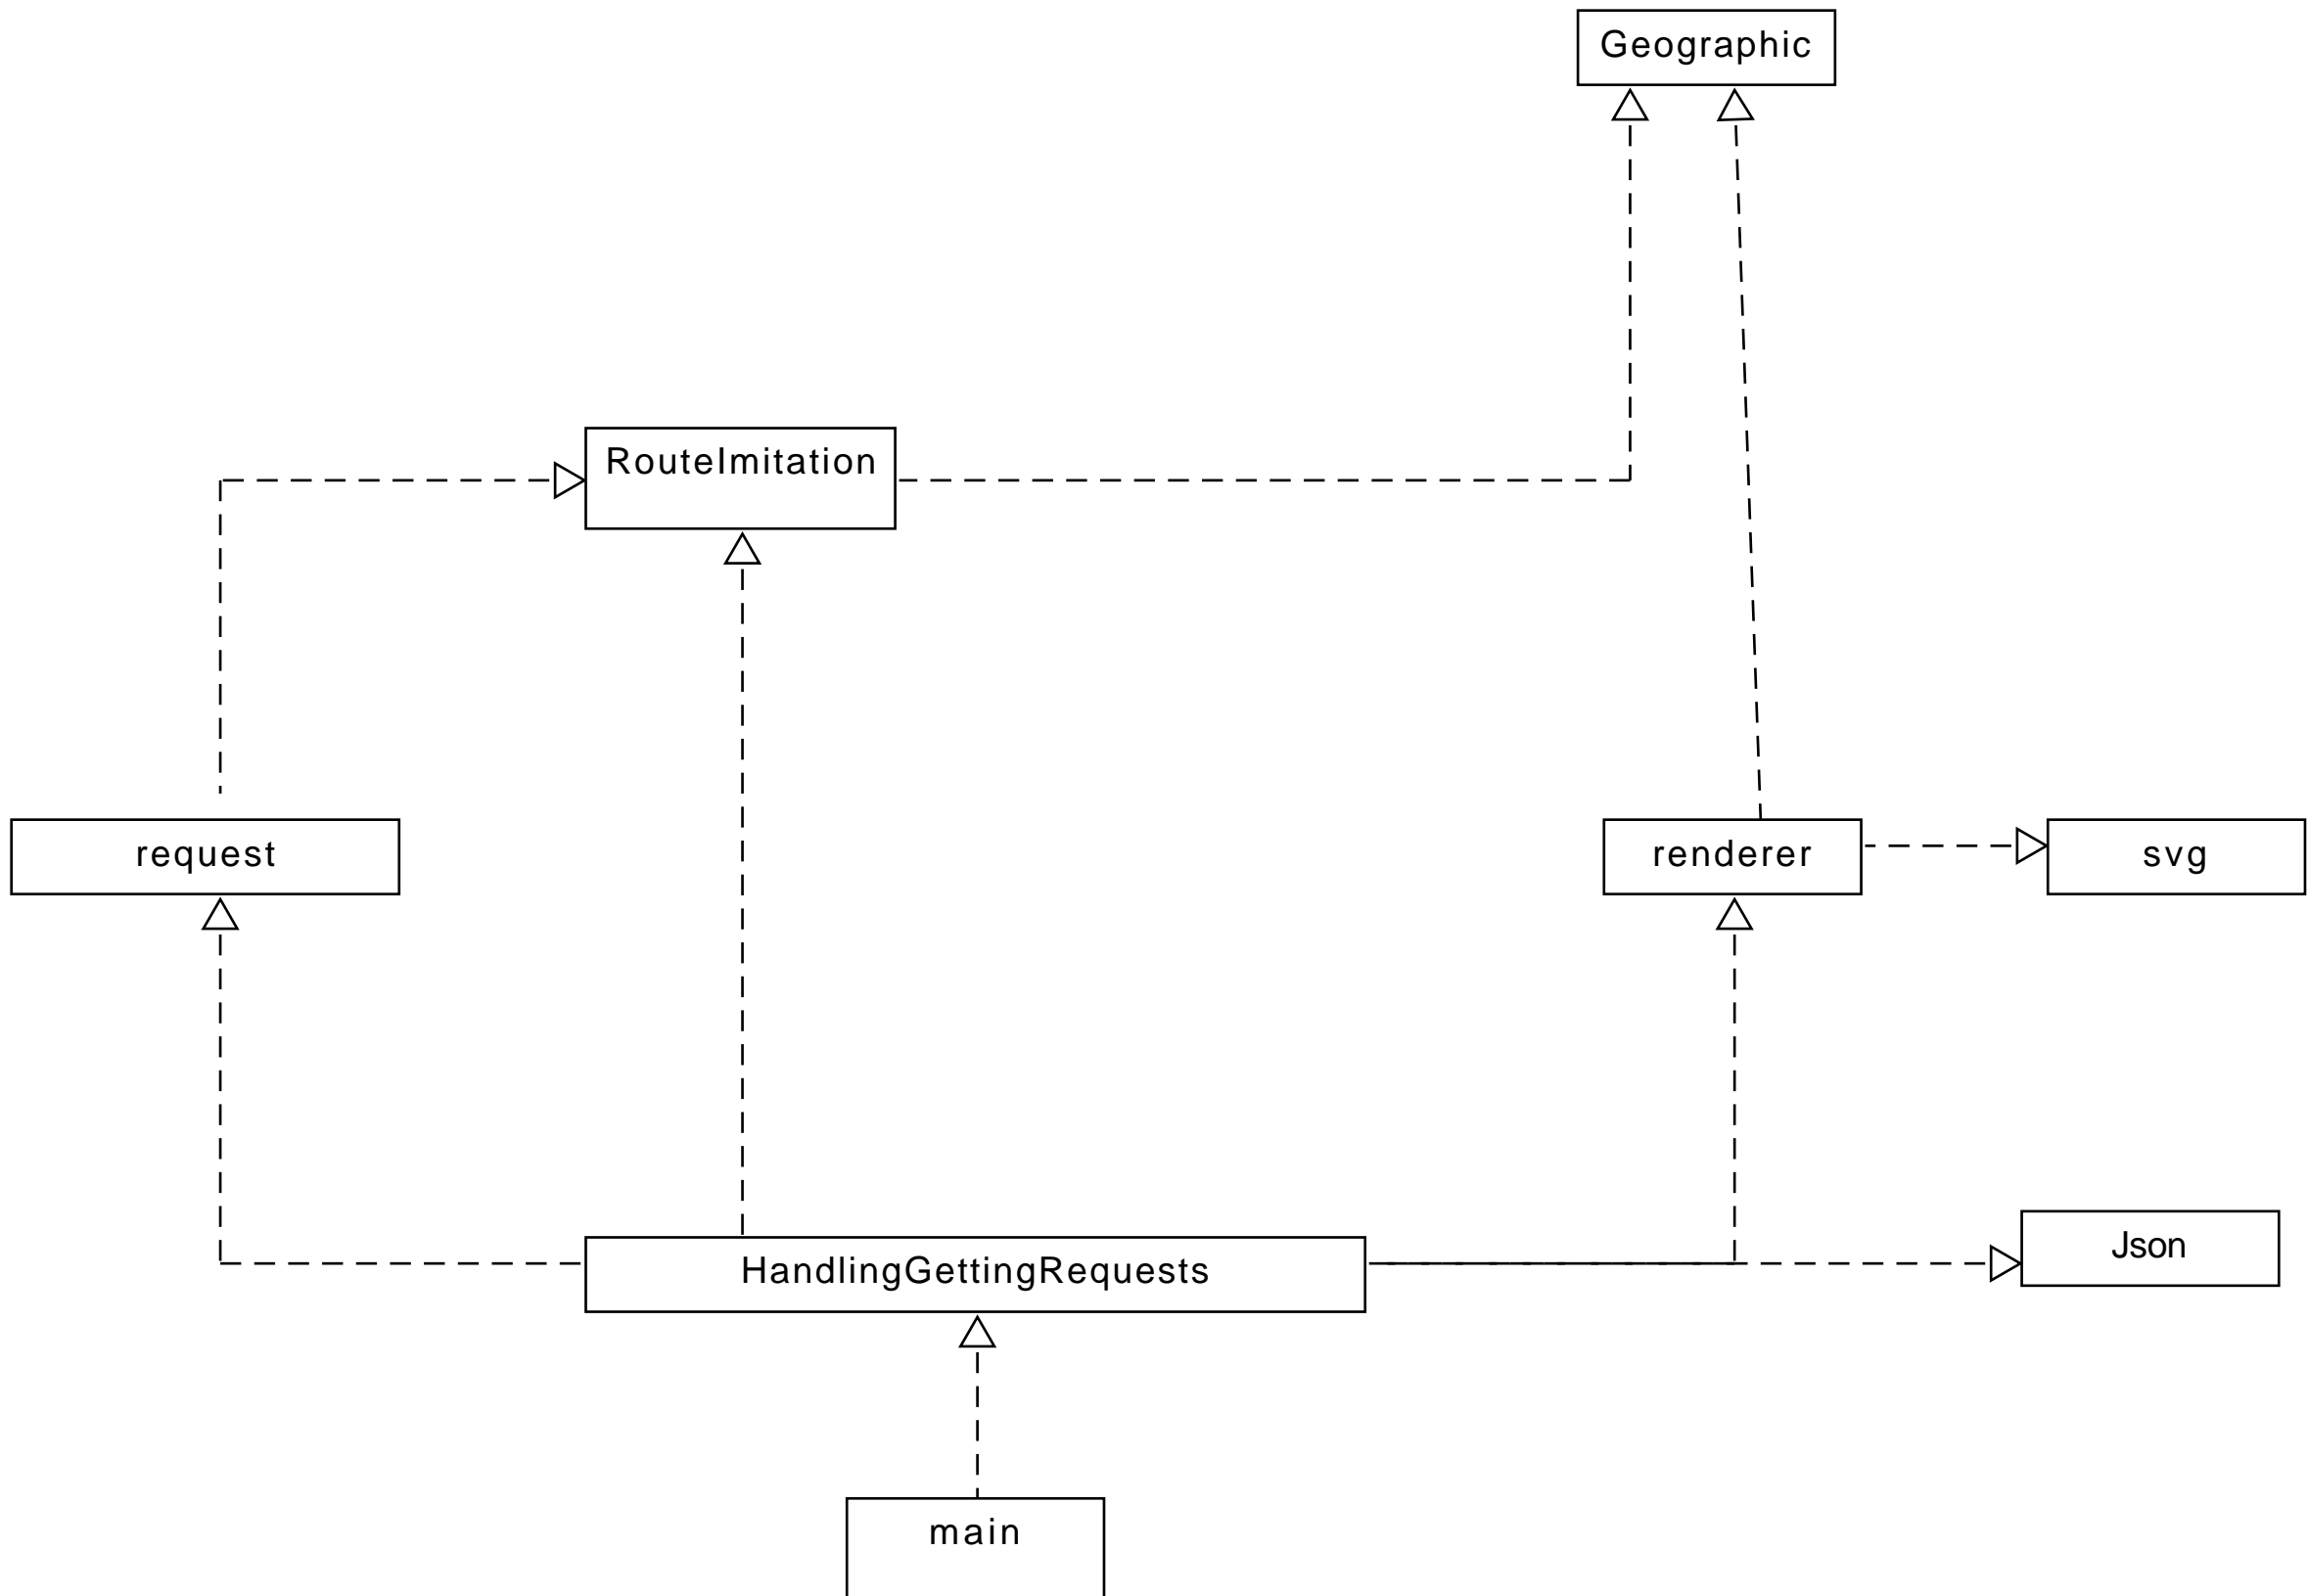 Geographic
RouteImitation
request
renderer
svg
HandlingGettingRequests
Json
main